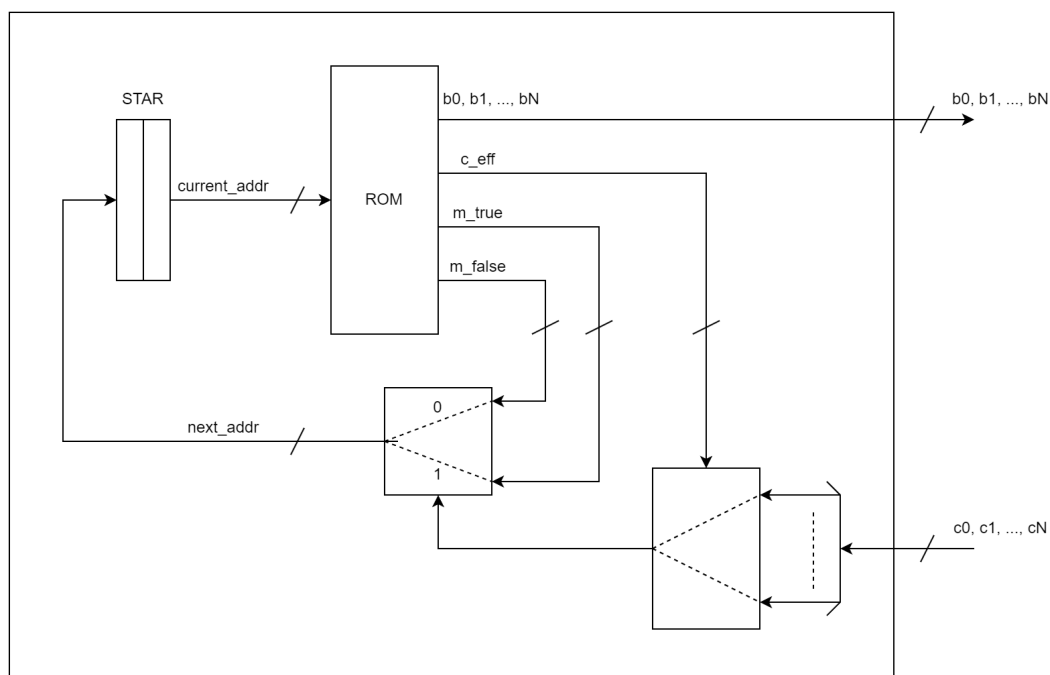 STAR
b0, b1, ..., bN
b0, b1, ..., bN
c_eff
current_addr
ROM
m_true
m_false
0
next_addr
1
c0, c1, ..., cN